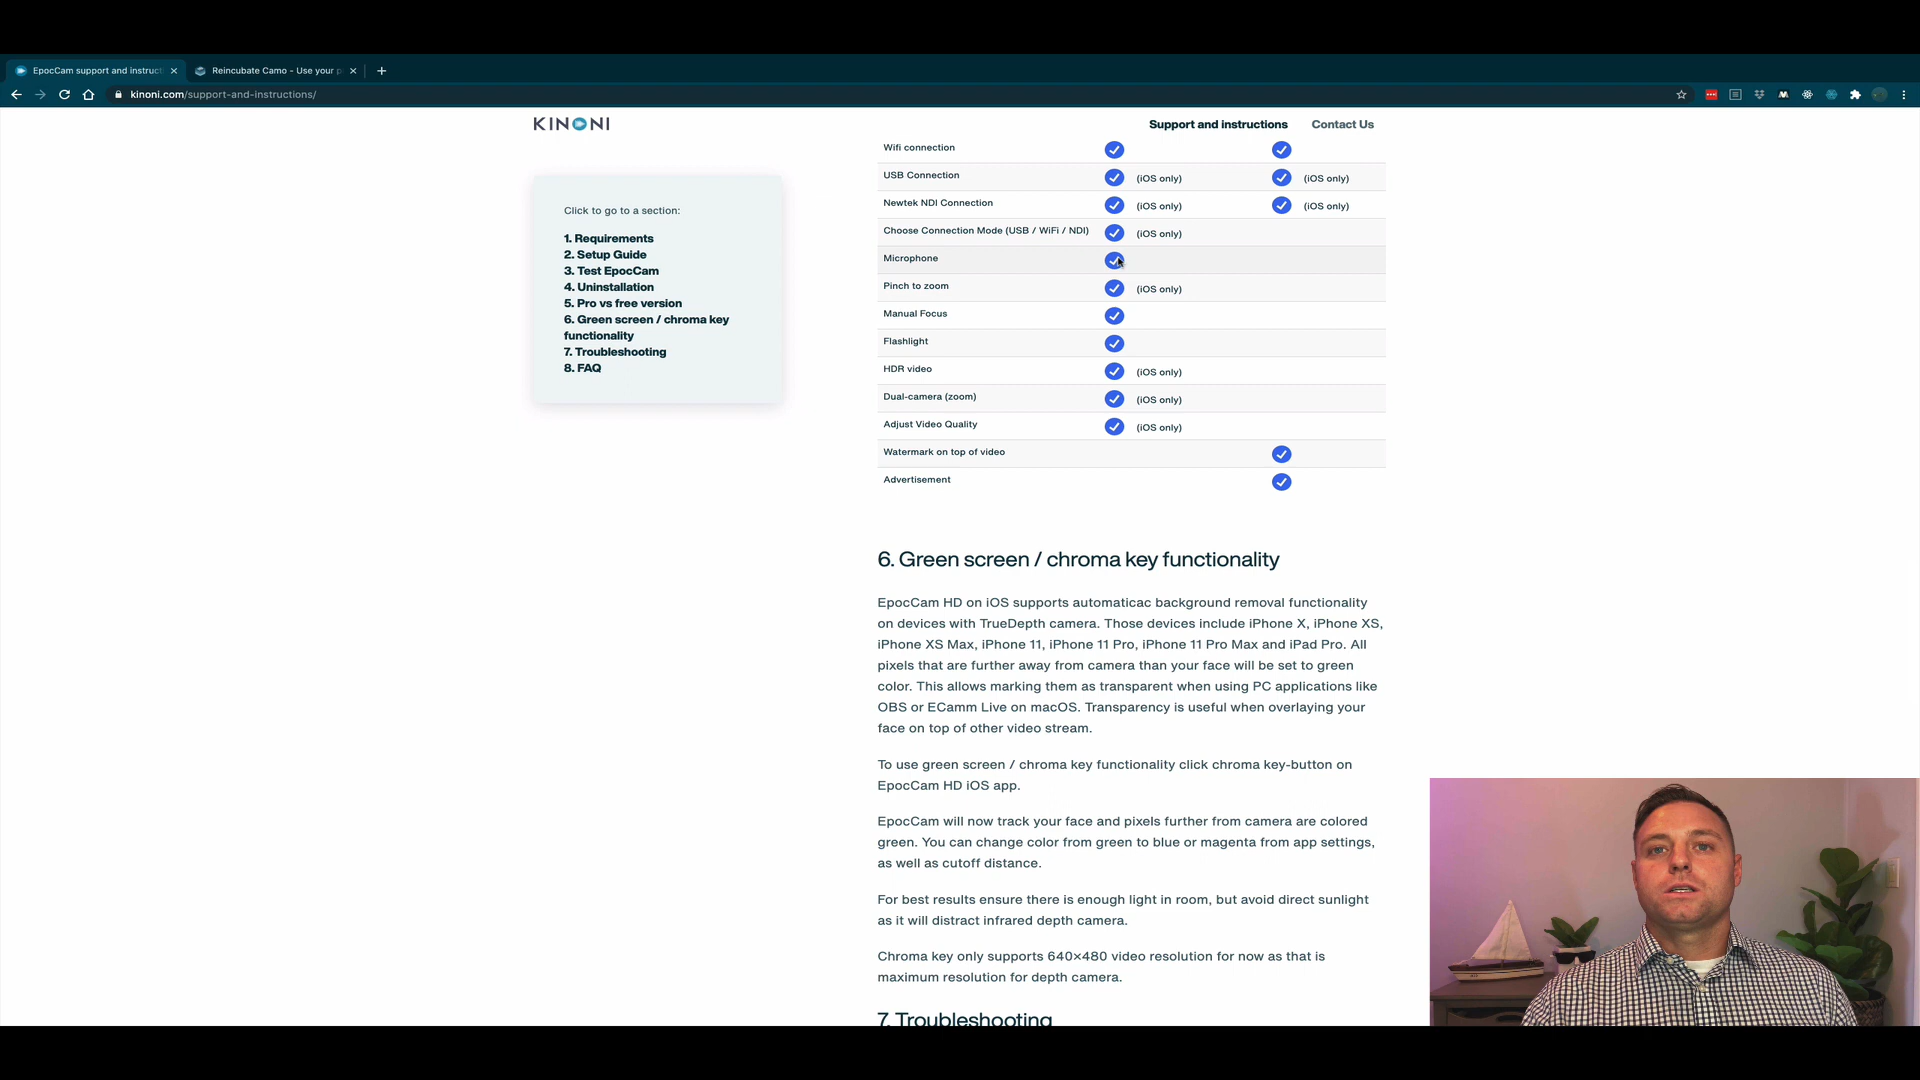 EpocCam support and instruct
Reincubate Camo - Use your p
kinoni.com/support-and-instructions/
KINONI
Support and instructions
Contact Us
Click to go to a section:
1. Requirements
2. Setup Guide
3. Test EpocCam
4. Uninstallation
5. Pro vs free version
6. Green screen / chroma key
functionality
7. Troubleshooting
8. FAQ
Wifi connection
USB Connection (iOS only) (iOS only)
Newtek NDI Connection (iOS only) (iOS only)
Choose Connection Mode (USB / WiFi / NDI) (iOS only)
Microphone
Pinch to zoom (iOS only)
Manual Focus
Flashlight
HDR video (iOS only)
Dual-camera (zoom) (iOS only)
Adjust Video Quality (iOS only)
Watermark on top of video
Advertisement
6. Green screen / chroma key functionality
EpocCam HD on iOS supports automaticac background removal functionality
on devices with TrueDepth camera. Those devices include iPhone X, iPhone XS,
iPhone XS Max, iPhone 11, iPhone 11 Pro, iPhone 11 Pro Max and iPad Pro. All
pixels that are further away from camera than your face will be set to green
color. This allows marking them as transparent when using PC applications like
OBS or ECamm Live on macOS. Transparency is useful when overlaying your
face on top of other video stream.
To use green screen / chroma key functionality click chroma key-button on
EpocCam HD iOS app.
EpocCam will now track your face and pixels further from camera are colored
green. You can change color from green to blue or magenta from app settings,
as well as cutoff distance.
For best results ensure there is enough light in room, but avoid direct sunlight
as it will distract infrared depth camera.
Chroma key only supports 640×480 video resolution for now as that is
maximum resolution for depth camera.
7. Troubleshooting